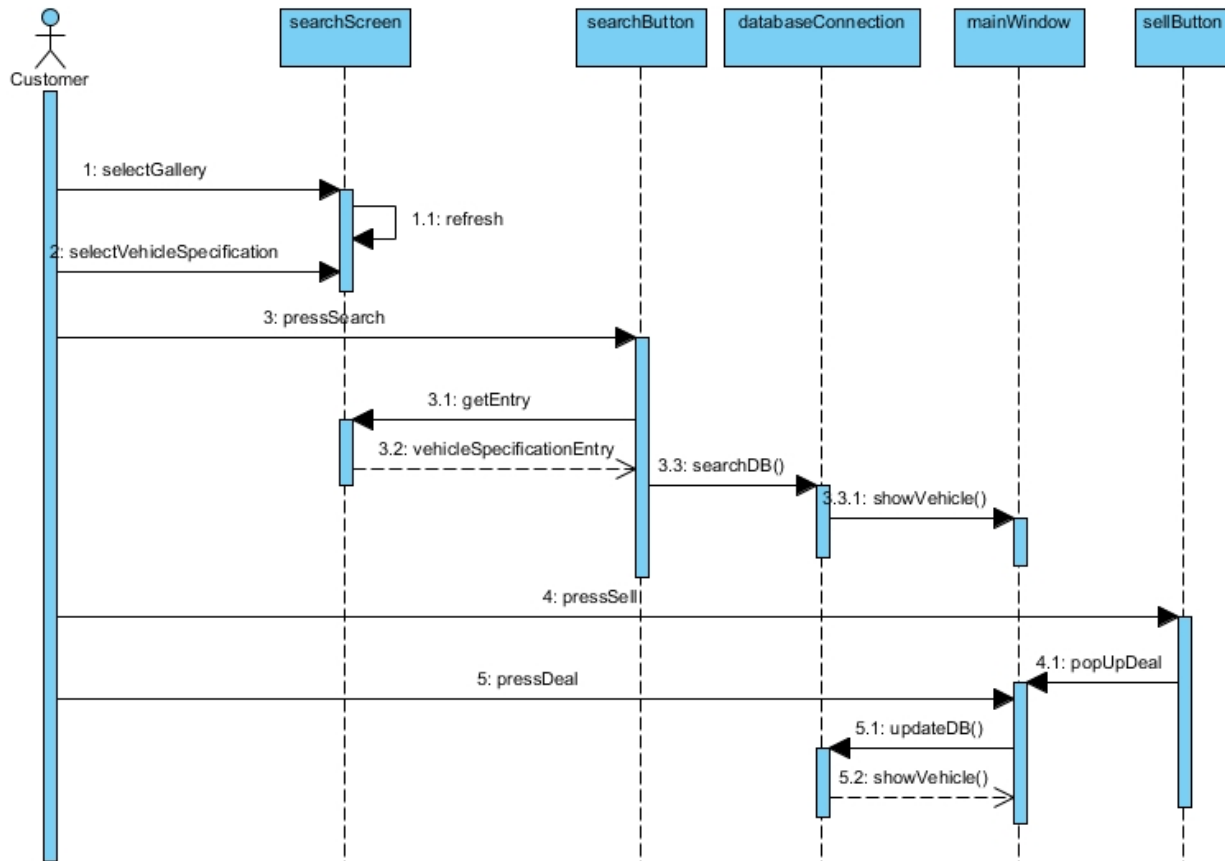 searchScreen
searchButton
databaseConnection
mainWindow
sellButton
Customer
1: selectGallery
1.1: refresh
2: selectVehicleSpecification
3: pressSearch
3.1: getEntry
3.2: vehicleSpecificationEntry
3.3: searchDB()
3.3.1: showVehicle()
4: pressSell
4.1: popUpDeal
5: pressDeal
5.1: updateDB()
5.2: showVehicle()